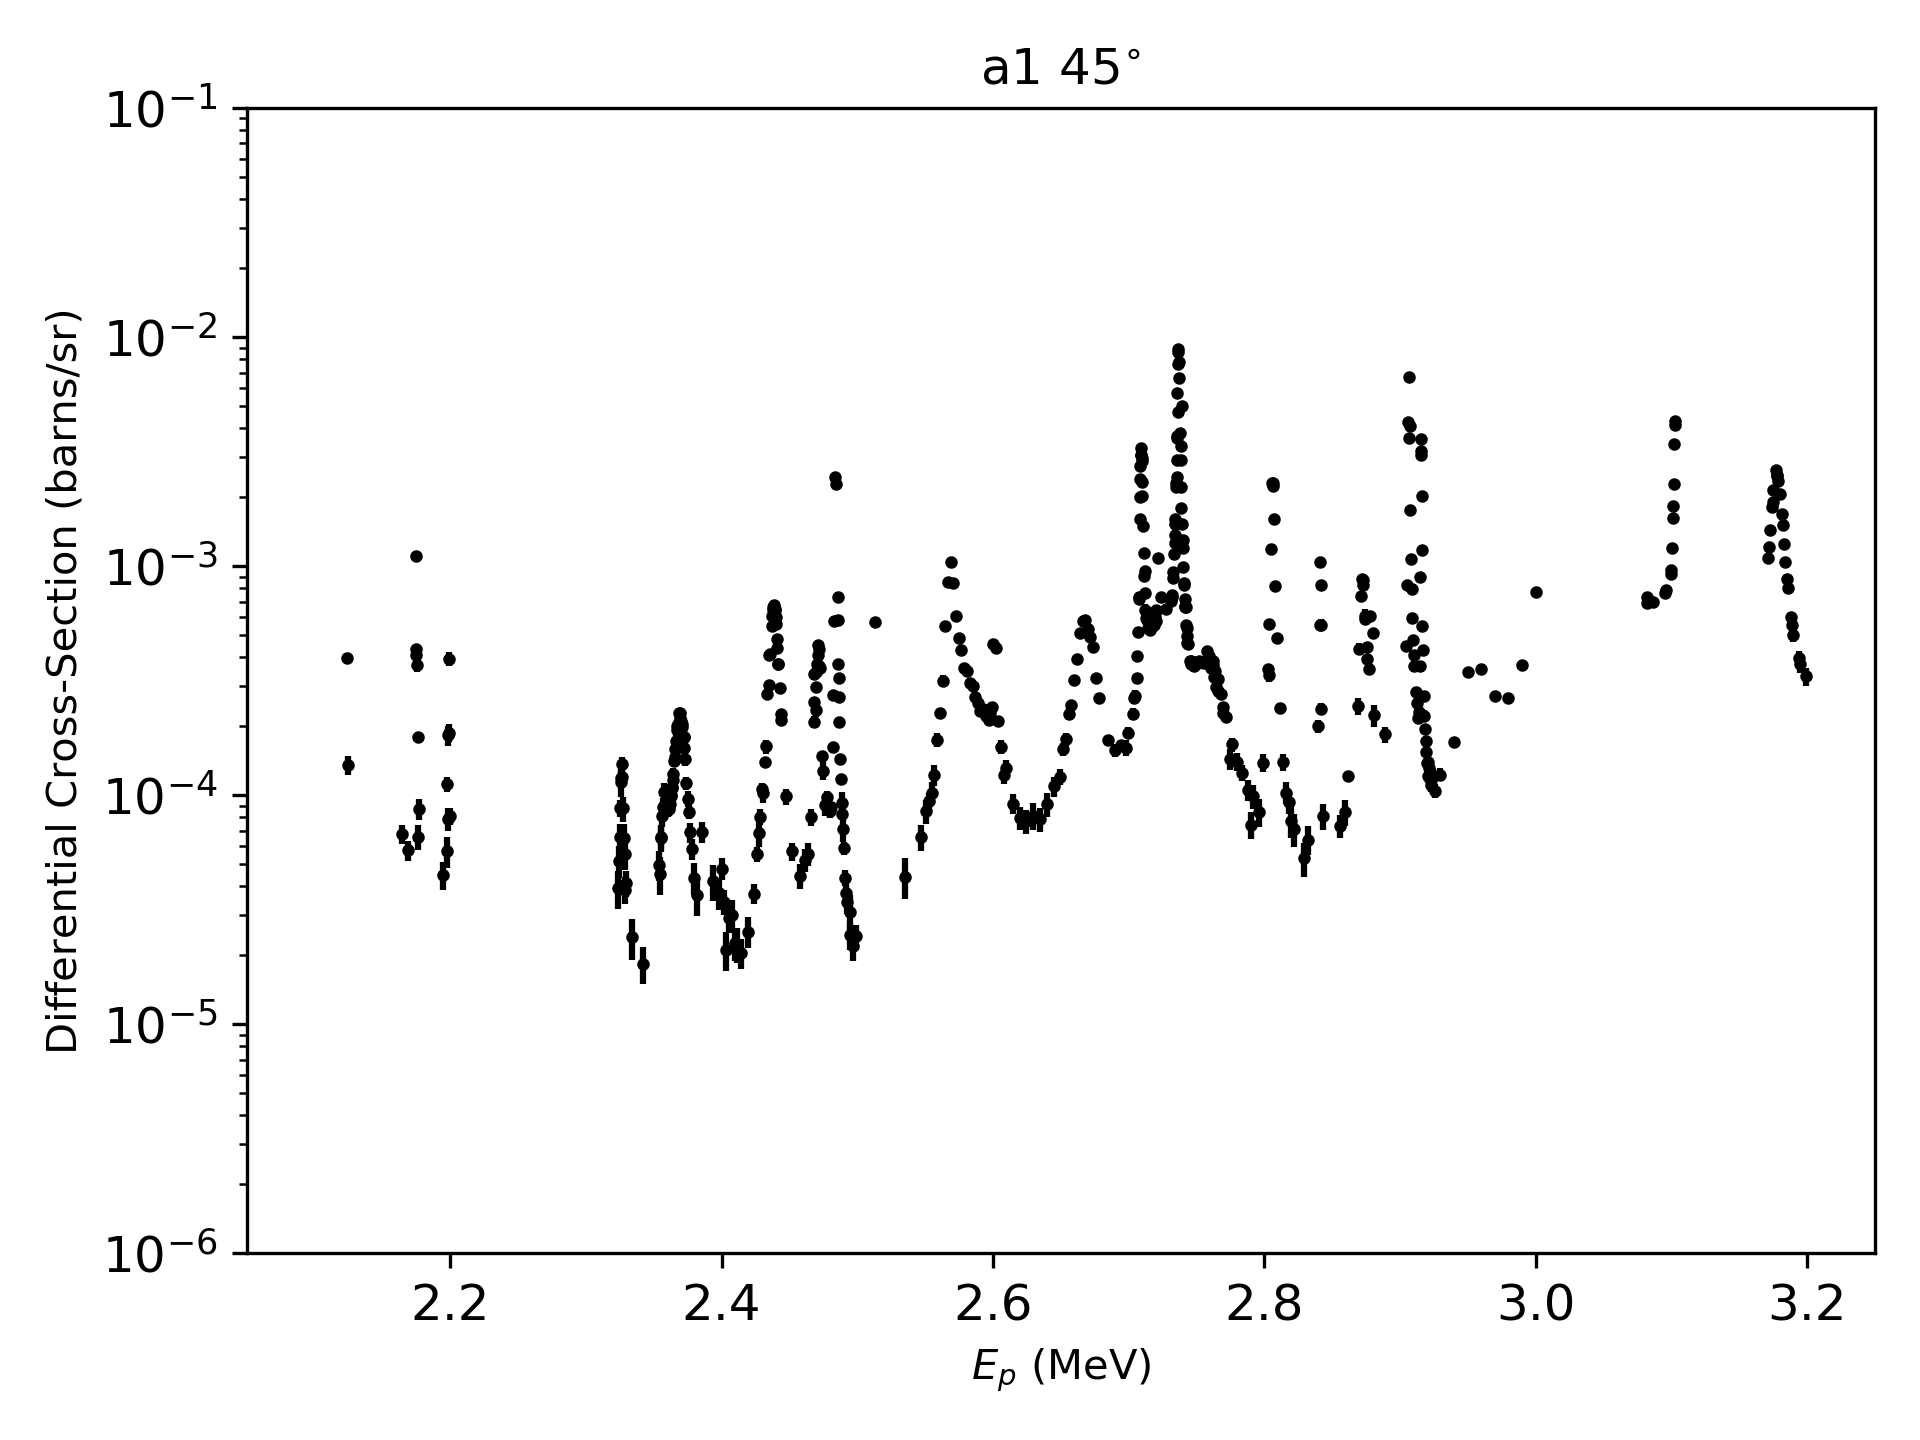 a1 45°
Differential Cross-Section (barns/sr)
10⁻¹
10⁻²
10⁻³
10⁻⁴
10⁻⁵
10⁻⁶
2.2 2.4 2.6 2.8 3.0 3.2
Eₚ (MeV)